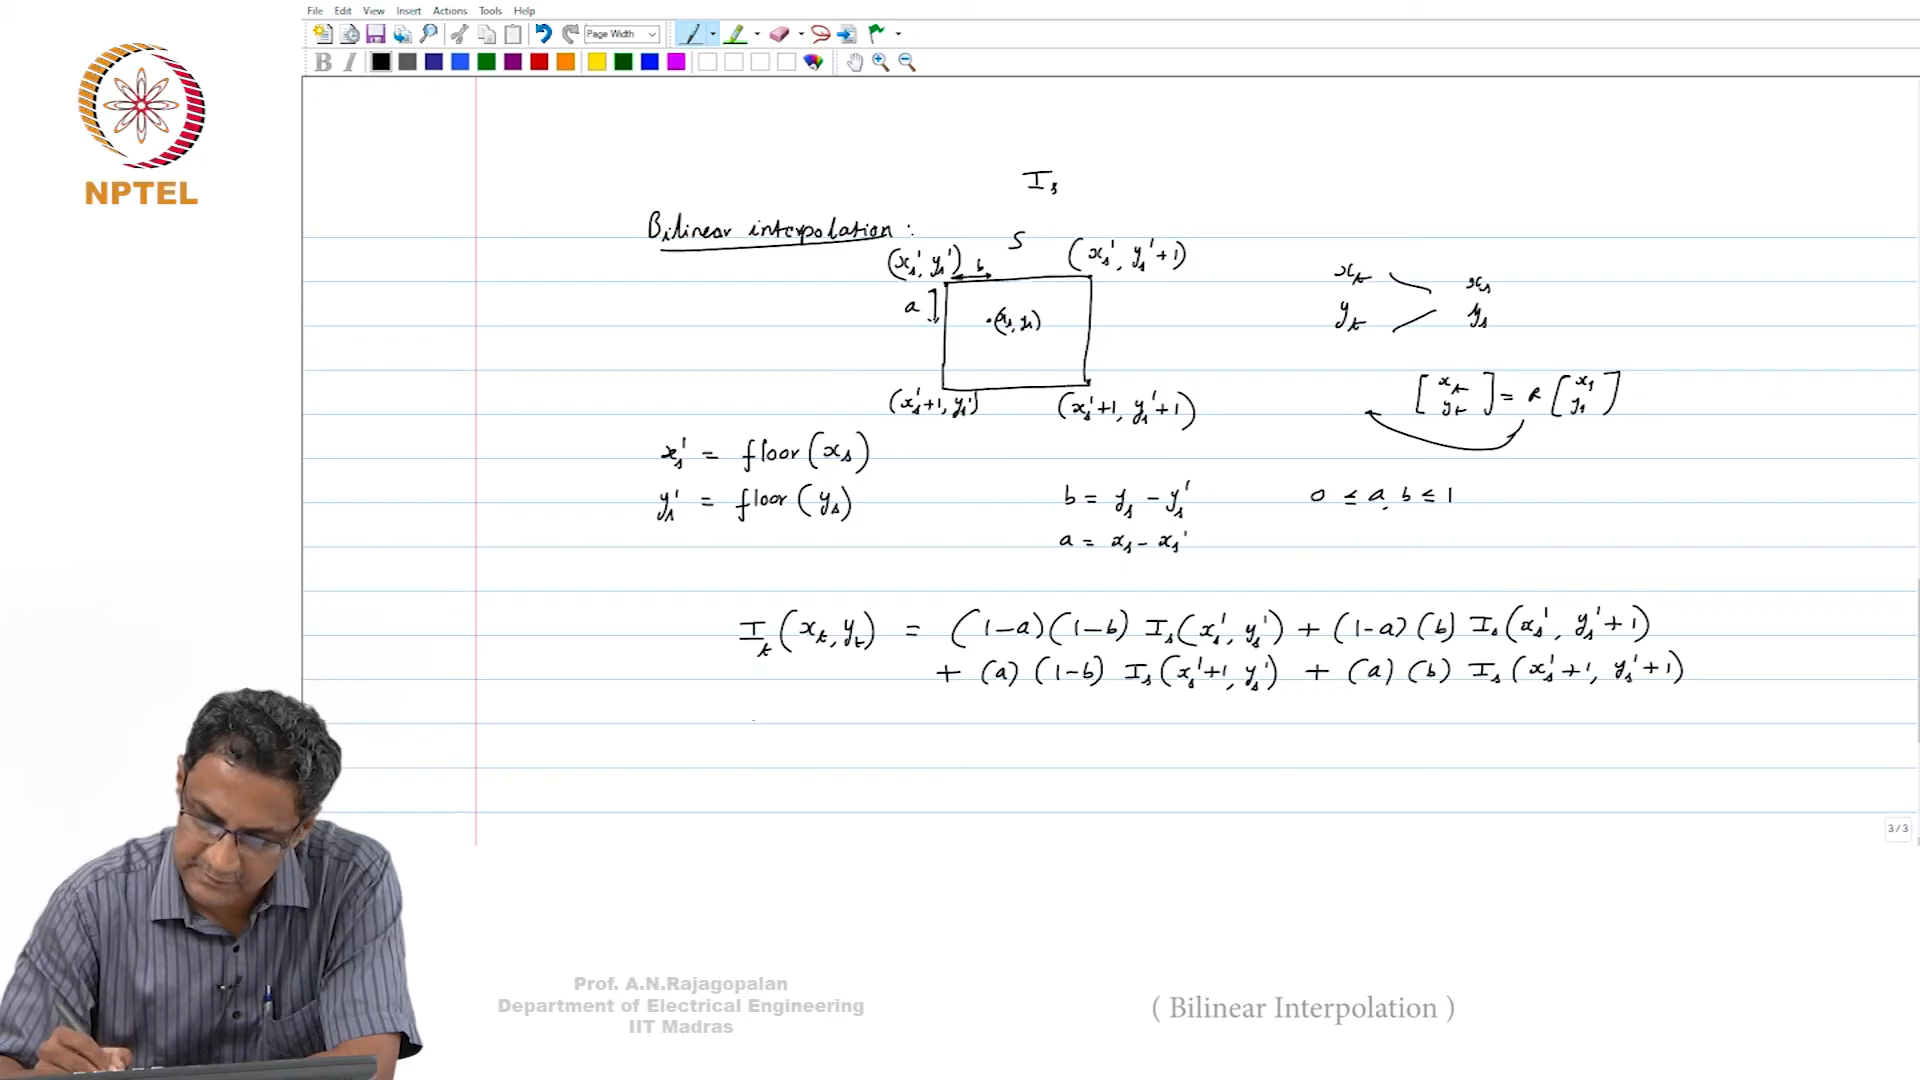 File Edit View Insert Actions Tools Help
Page Width
B I
NPTEL
I_s
Bilinear interpolation :
S
(x_s', y_s') b (x_s', y_s'+1)
a
(x_s, y_s)
(x_s'+1, y_s') (x_s'+1, y_s'+1)
x_t x_s
y_t y_s
[x_t y_t] = R [x_s y_s]
x_s' = floor(x_s)
y_s' = floor(y_s)
b = y_s - y_s' 0 ≤ a, b ≤ 1
a = x_s - x_s'
I_t(x_t, y_t) = (1-a)(1-b) I_s(x_s', y_s') + (1-a)(b) I_s(x_s', y_s'+1)
+ (a)(1-b) I_s(x_s'+1, y_s') + (a)(b) I_s(x_s'+1, y_s'+1)
3/3
Prof. A.N.Rajagopalan
Department of Electrical Engineering
IIT Madras
( Bilinear Interpolation )